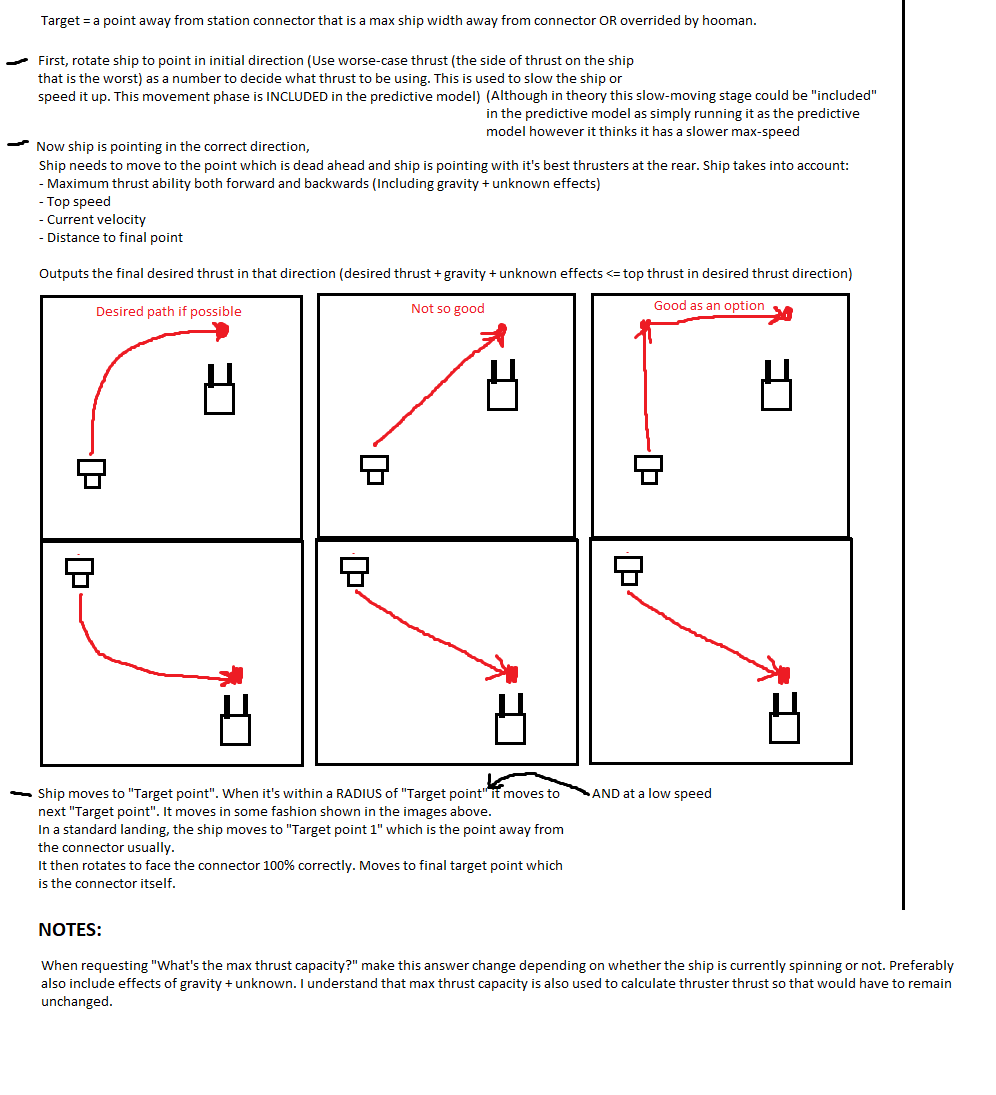 Target = a point away from station connector that is a max ship width away from connector OR overrided by hooman.
First, rotate ship to point in initial direction (Use worse-case thrust (the side of thrust on the ship
that is the worst) as a number to decide what thrust to be using. This is used to slow the ship or
speed it up. This movement phase is INCLUDED in the predictive model)
(Although in theory this slow-moving stage could be "included"
in the predictive model as simply running it as the predictive
model however it thinks it has a slower max-speed
Now ship is pointing in the correct direction,
Ship needs to move to the point which is dead ahead and ship is pointing with it's best thrusters at the rear. Ship takes into account:
- Maximum thrust ability both forward and backwards (Including gravity + unknown effects)
- Top speed
- Current velocity
- Distance to final point
Outputs the final desired thrust in that direction (desired thrust + gravity + unknown effects <= top thrust in desired thrust direction)
Desired path if possible
Not so good
Good as an option
Ship moves to "Target point". When it's within a RADIUS of "Target point" it moves to
AND at a low speed
next "Target point". It moves in some fashion shown in the images above.
In a standard landing, the ship moves to "Target point 1" which is the point away from
the connector usually.
It then rotates to face the connector 100% correctly. Moves to final target point which
is the connector itself.
NOTES:
When requesting "What's the max thrust capacity?" make this answer change depending on whether the ship is currently spinning or not. Preferably
also include effects of gravity + unknown. I understand that max thrust capacity is also used to calculate thruster thrust so that would have to remain
unchanged.